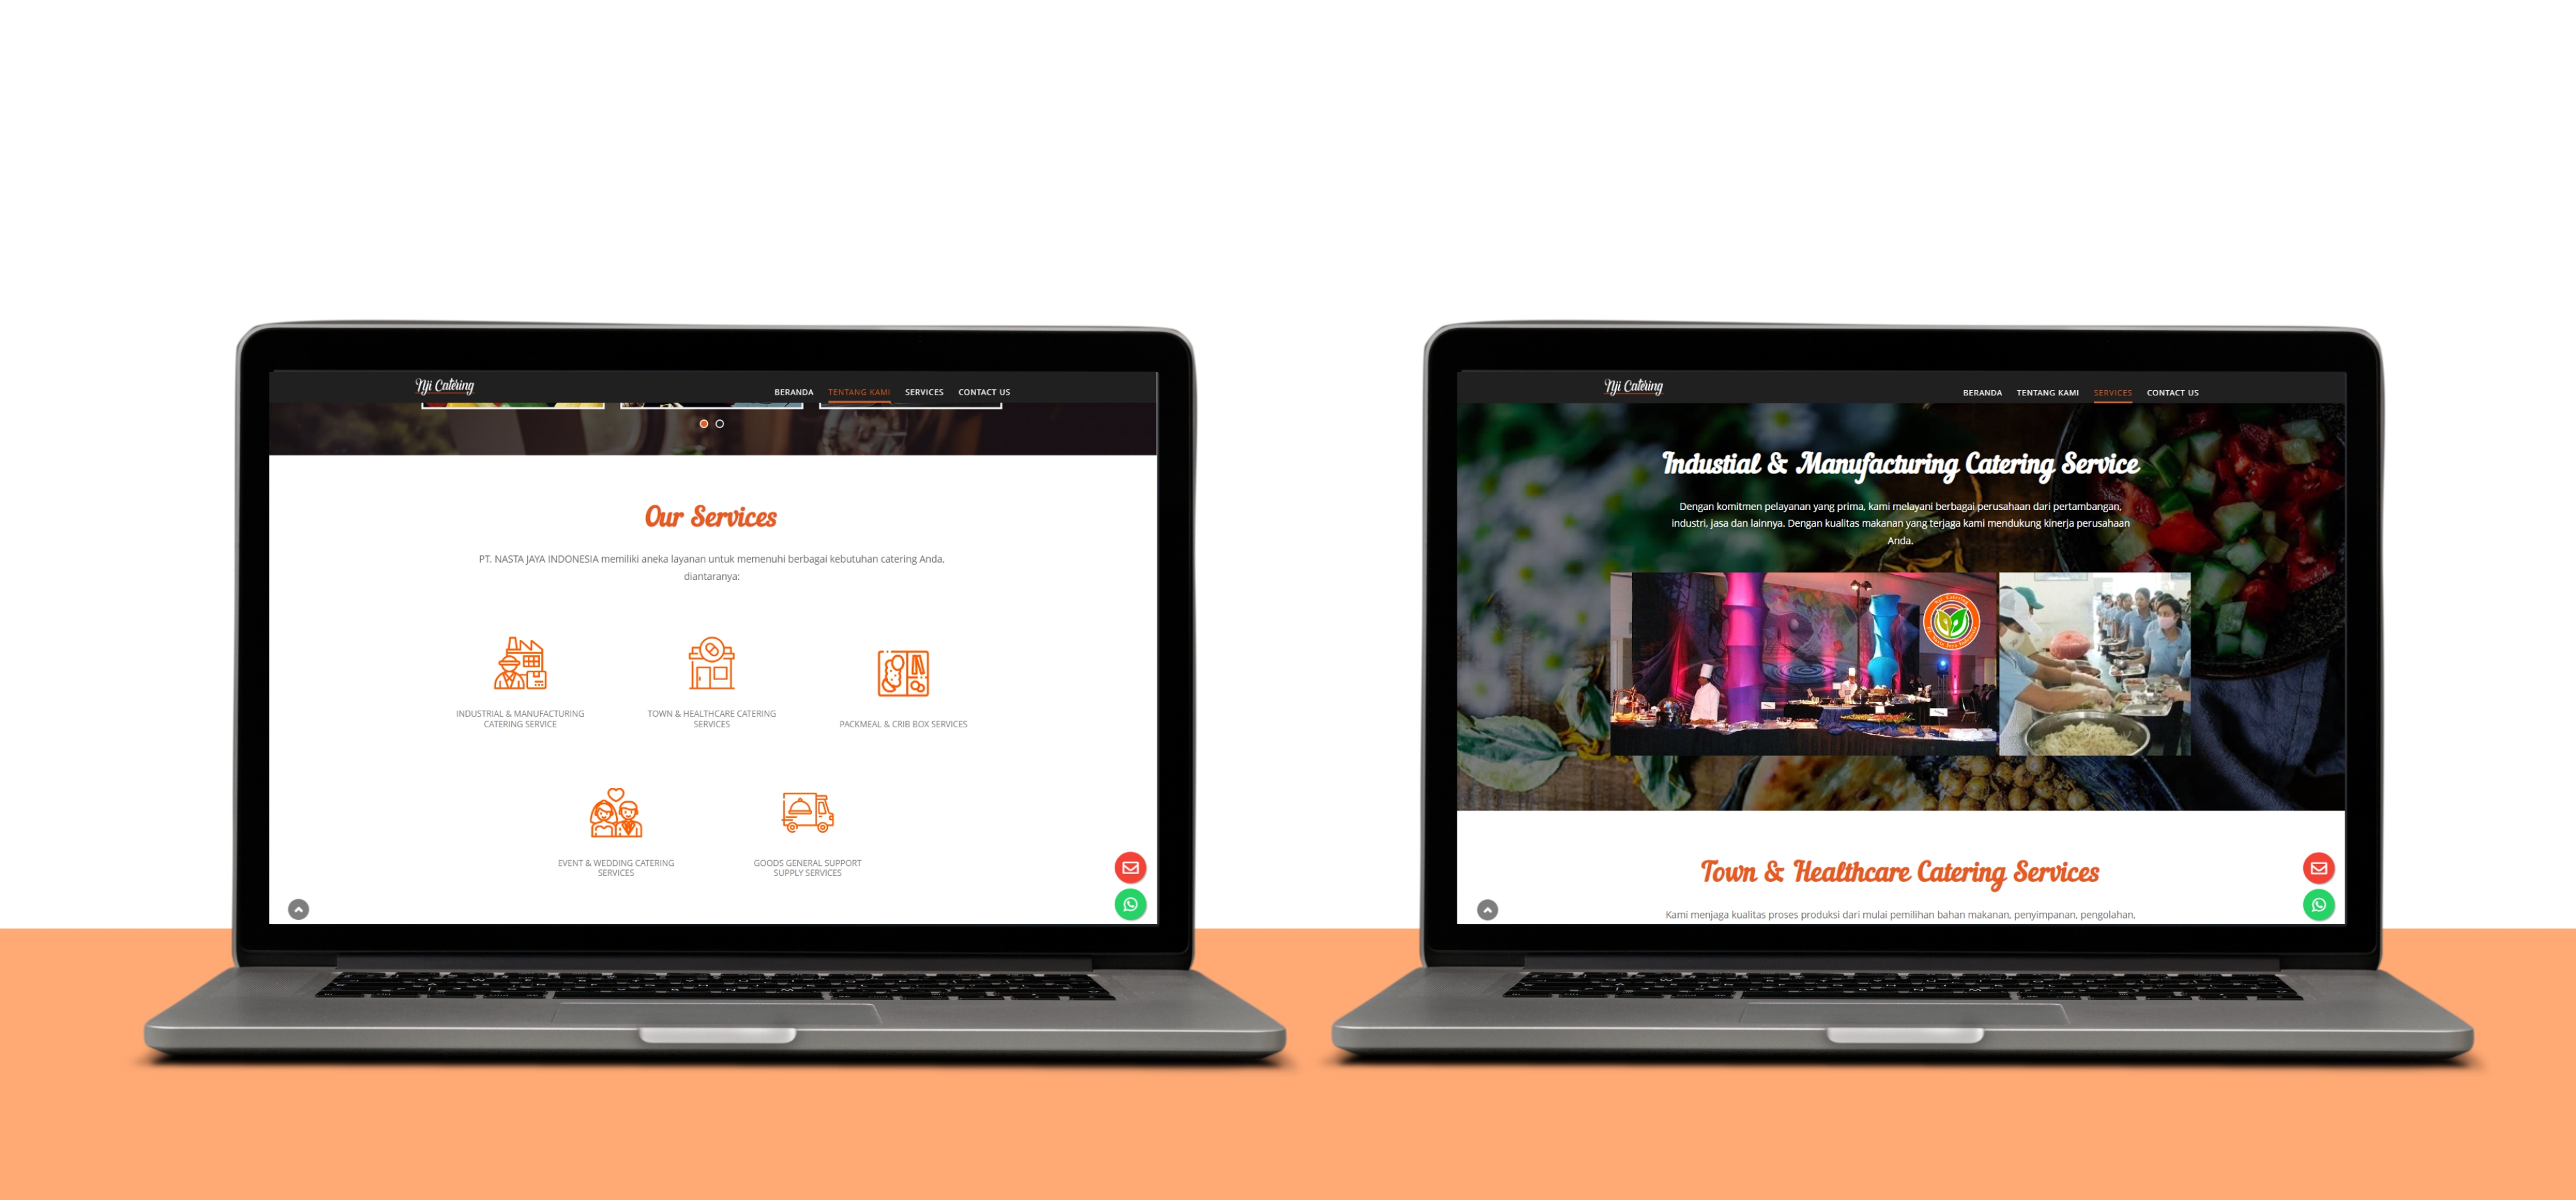 Nji Catering
BERANDA TENTANG KAMI SERVICES CONTACT US
Our Services
PT. NASTA JAYA INDONESIA memiliki aneka layanan untuk memenuhi berbagai kebutuhan catering Anda,
diantaranya:
INDUSTRIAL & MANUFACTURING
CATERING SERVICE
TOWN & HEALTHCARE CATERING
SERVICES
PACKMEAL & CRIB BOX SERVICES
EVENT & WEDDING CATERING
SERVICES
GOODS GENERAL SUPPORT
SUPPLY SERVICES
Nji Catering
BERANDA TENTANG KAMI SERVICES CONTACT US
Industial & Manufacturing Catering Service
Dengan komitmen pelayanan yang prima, kami melayani berbagai perusahaan dari pertambangan,
industri, jasa dan lainnya. Dengan kualitas makanan yang terjaga kami mendukung kinerja perusahaan
Anda.
Town & Healthcare Catering Services
Kami menjaga kualitas proses produksi dari mulai pemilihan bahan makanan, penyimpanan, pengolahan,